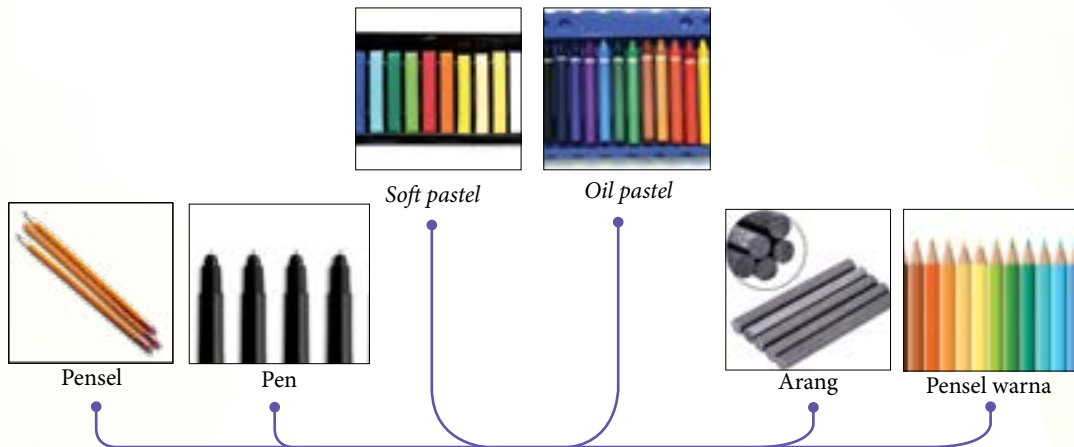 Soft pastel
Oil pastel
Pensel
Pen
Arang
Pensel warna